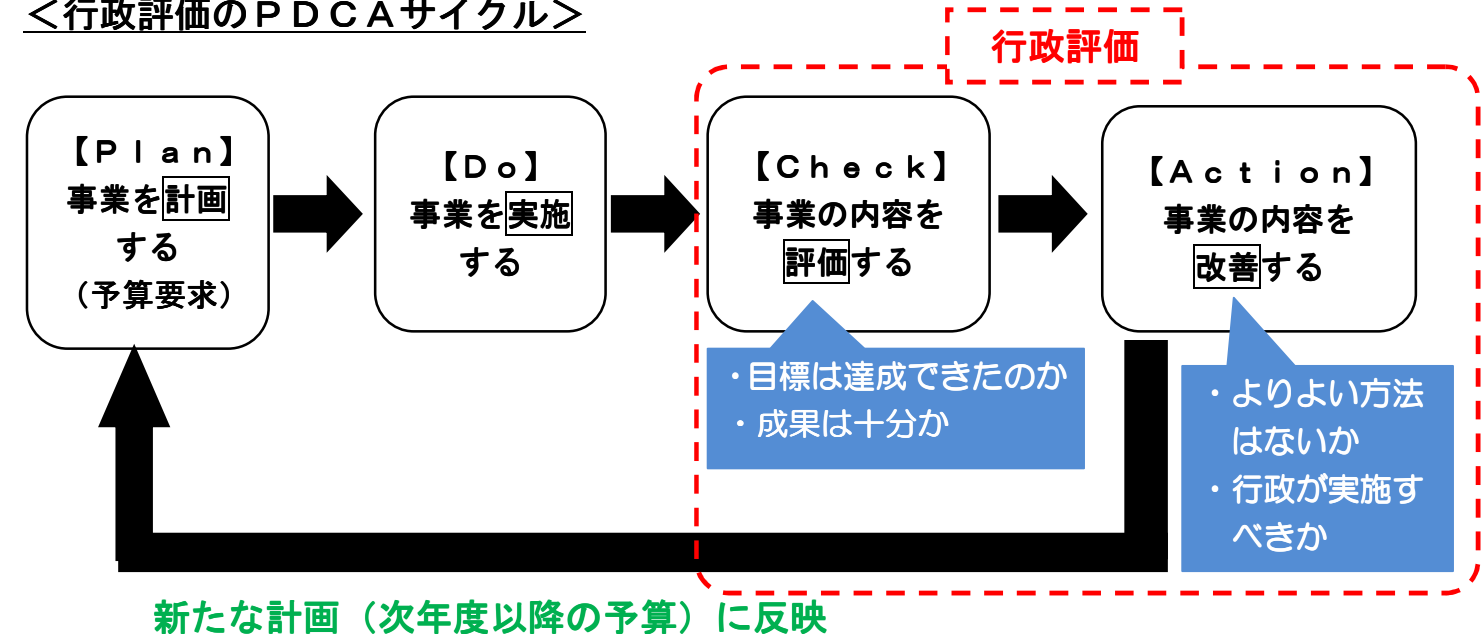 ＜行政評価のＰＤＣＡサイクル＞
行政評価
【Ｐｌａｎ】
事業を計画
する
（予算要求）
【Ｄｏ】
事業を実施
する
【Ｃｈｅｃｋ】
事業の内容を
評価する
【Ａｃｔｉｏｎ】
事業の内容を
改善する
・目標は達成できたのか
・成果は十分か
・よりよい方法
はないか
・行政が実施す
べきか
新たな計画（次年度以降の予算）に反映